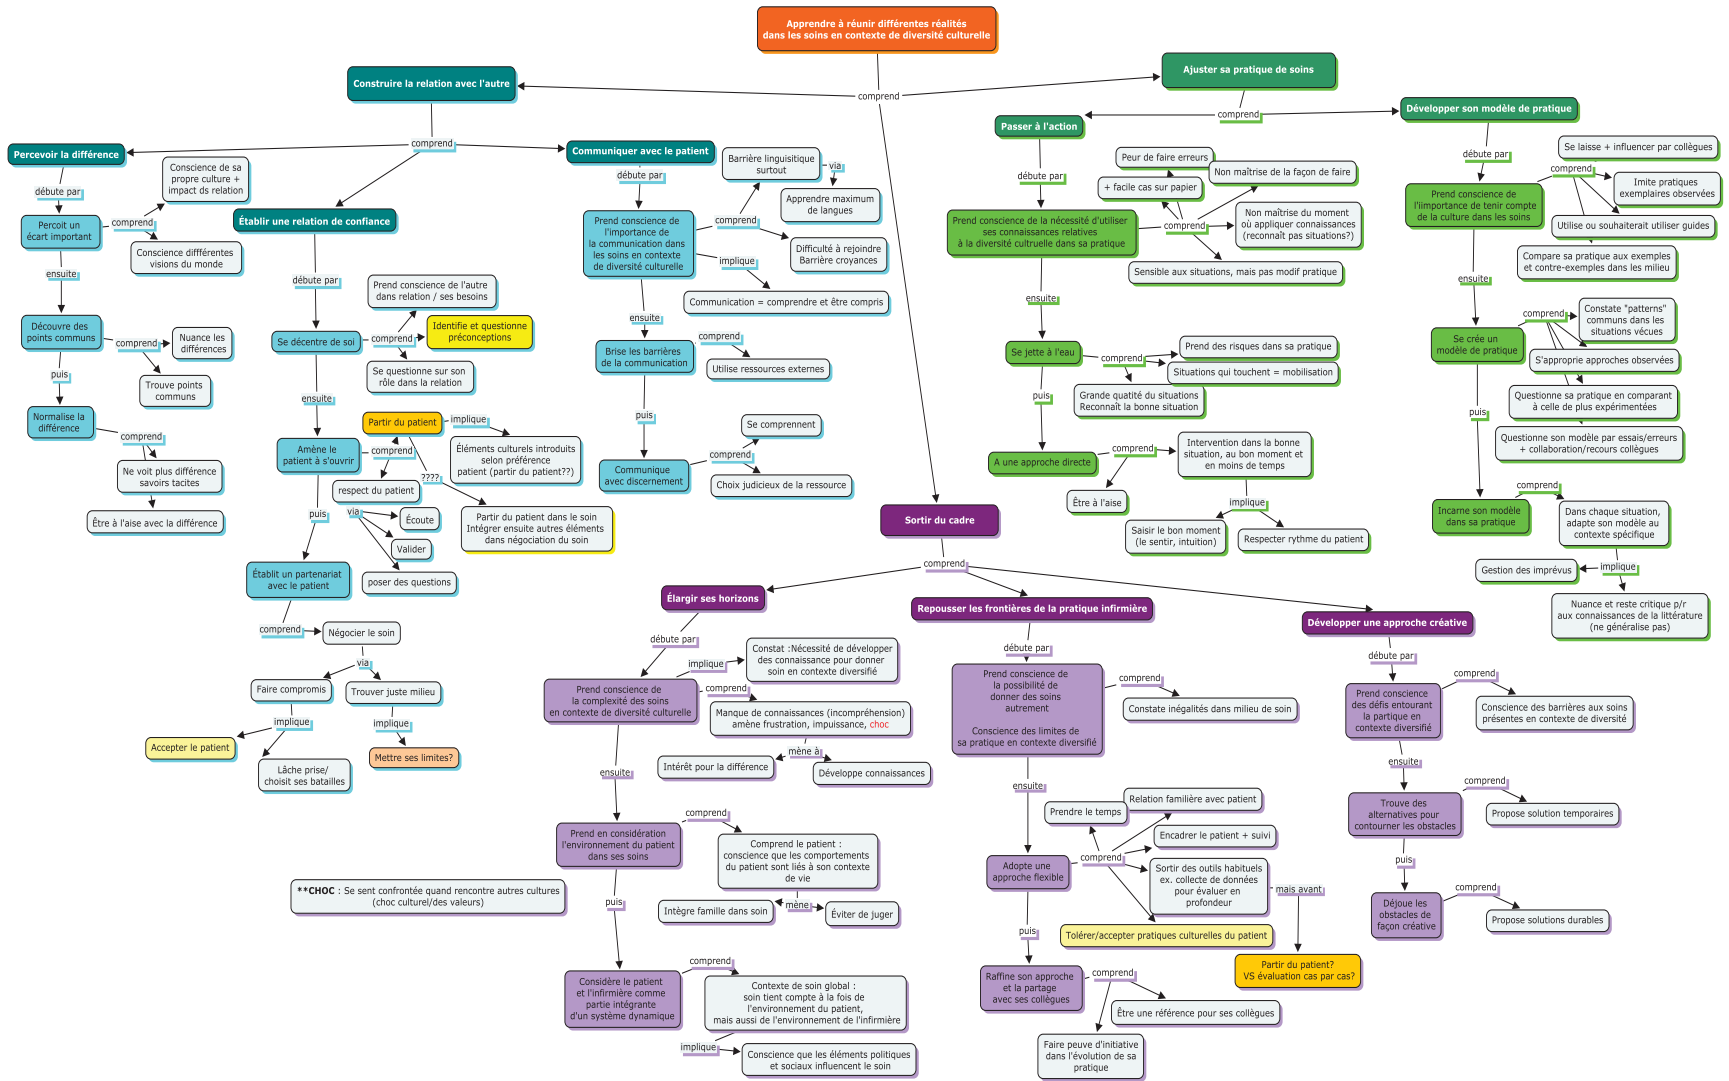 Apprendre à réunir différentes réalités
dans les soins en contexte de diversité culturelle
comprend
Construire la relation avec l'autre
comprend
Percevoir la différence
débute par
Percoit un
écart important
comprend
Conscience de sa
propre culture +
impact ds relation
Conscience diffférentes
visions du monde
ensuite
Découvre des
points communs
comprend
Nuance les
différences
Trouve points
communs
puis
Normalise la
différence
comprend
Ne voit plus différence
savoirs tacites
Être à l'aise avec la différence
Établir une relation de confiance
débute par
Se décentre de soi
comprend
Prend conscience de l'autre
dans relation / ses besoins
Identifie et questionne
préconceptions
Se questionne sur son
rôle dans la relation
ensuite
Amène le
patient à s'ouvrir
comprend
Partir du patient
implique
Éléments culturels introduits
selon préférence
patient (partir du patient??)
????
Partir du patient dans le soin
Intégrer ensuite autres éléments
dans négociation du soin
respect du patient
via
Écoute
Valider
poser des questions
puis
Établit un partenariat
avec le patient
comprend
Négocier le soin
via
Faire compromis
Trouver juste milieu
implique
implique
Accepter le patient
Lâche prise/
choisit ses batailles
Mettre ses limites?
Communiquer avec le patient
débute par
Prend conscience de
l'importance de
la communication dans
les soins en contexte
de diversité culturelle
comprend
Barrière linguisitique
surtout
via
Apprendre maximum
de langues
Difficulté à rejoindre
Barrière croyances
implique
Communication = comprendre et être compris
ensuite
Brise les barrières
de la communication
comprend
Utilise ressources externes
puis
Communique
avec discernement
comprend
Se comprennent
Choix judicieux de la ressource
Ajuster sa pratique de soins
comprend
Passer à l'action
débute par
Prend conscience de la nécessité d'utiliser
ses connaissances relatives
à la diversité cultruelle dans sa pratique
comprend
Peur de faire erreurs
+ facile cas sur papier
Non maîtrise de la façon de faire
Non maîtrise du moment
où appliquer connaissances
(reconnaît pas situations?)
Sensible aux situations, mais pas modif pratique
ensuite
Se jette à l'eau
comprend
Prend des risques dans sa pratique
Situations qui touchent = mobilisation
Grande quatité du situations
Reconnaît la bonne situation
puis
A une approche directe
comprend
Intervention dans la bonne
situation, au bon moment et
en moins de temps
Être à l'aise
implique
Saisir le bon moment
(le sentir, intuition)
Respecter rythme du patient
Développer son modèle de pratique
débute par
Prend conscience de
l'iimportance de tenir compte
de la culture dans les soins
comprend
Se laisse + influencer par collègues
Imite pratiques
exemplaires observées
Utilise ou souhaiterait utiliser guides
Compare sa pratique aux exemples
et contre-exemples dans les milieu
ensuite
Se crée un
modèle de pratique
comprend
Constate "patterns"
communs dans les
situations vécues
S'approprie approches observées
Questionne sa pratique en comparant
à celle de plus expérimentées
Questionne son modèle par essais/erreurs
+ collaboration/recours collègues
puis
Incarne son modèle
dans sa pratique
comprend
Dans chaque situation,
adapte son modèle au
contexte spécifique
implique
Gestion des imprévus
Nuance et reste critique p/r
aux connaissances de la littérature
(ne généralise pas)
Sortir du cadre
comprend
Élargir ses horizons
débute par
Prend conscience de
la complexité des soins
en contexte de diversité culturelle
implique
Constat :Nécessité de développer
des connaissance pour donner
soin en contexte diversifié
comprend
Manque de connaissances (incompréhension)
amène frustration, impuissance, choc
mène à
Intérêt pour la différence
Développe connaissances
ensuite
Prend en considération
l'environement du patient
dans ses soins
comprend
Comprend le patient :
conscience que les comportements
du patient sont liés à son contexte
de vie
mène
Intègre famille dans soin
Éviter de juger
**CHOC : Se sent confrontée quand rencontre autres cultures
(choc culturel/des valeurs)
puis
Considère le patient
et l'infirmière comme
partie intégrante
d'un système dynamique
comprend
Contexte de soin global :
soin tient compte à la fois de
l'environement du patient,
mais aussi de l'environement de l'infirmière
implique
Conscience que les éléments politiques
et sociaux influencent le soin
Repousser les frontières de la pratique infirmière
débute par
Prend conscience de
la possibilité de
donner des soins
autrement
Conscience des limites de
sa pratique en contexte diversifié
comprend
Constate inégalités dans milieu de soin
ensuite
Adopte une
approche flexible
comprend
Prendre le temps
Relation familière avec patient
Encadrer le patient + suivi
Sortir des outils habituels
ex. collecte de données
pour évaluer en
profondeur
mais avant
Tolérer/accepter pratiques culturelles du patient
Partir du patient?
VS évaluation cas par cas?
puis
Raffine son approche
et la partage
avec ses collègues
comprend
Être une référence pour ses collègues
Faire peuve d'initiative
dans l'évolution de sa
pratique
Développer une approche créative
débute par
Prend conscience
des défis entourant
la partique en
contexte diversifié
comprend
Conscience des barrières aux soins
présentes en contexte de diversité
ensuite
Trouve des
alternatives pour
contourner les obstacles
comprend
Propose solution temporaires
puis
Déjoue les
obstacles de
façon créative
comprend
Propose solutions durables